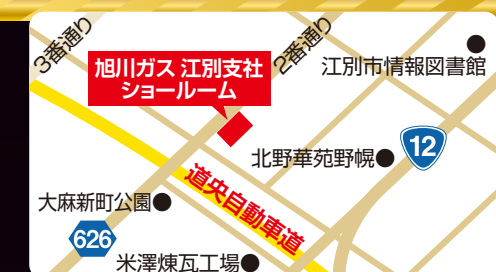 3番通り
2番通り
旭川ガス 江別支社
ショールーム
江別市情報図書館
北野華苑野幌
12
道央自動車道
大麻新町公園
626
米澤煉瓦工場